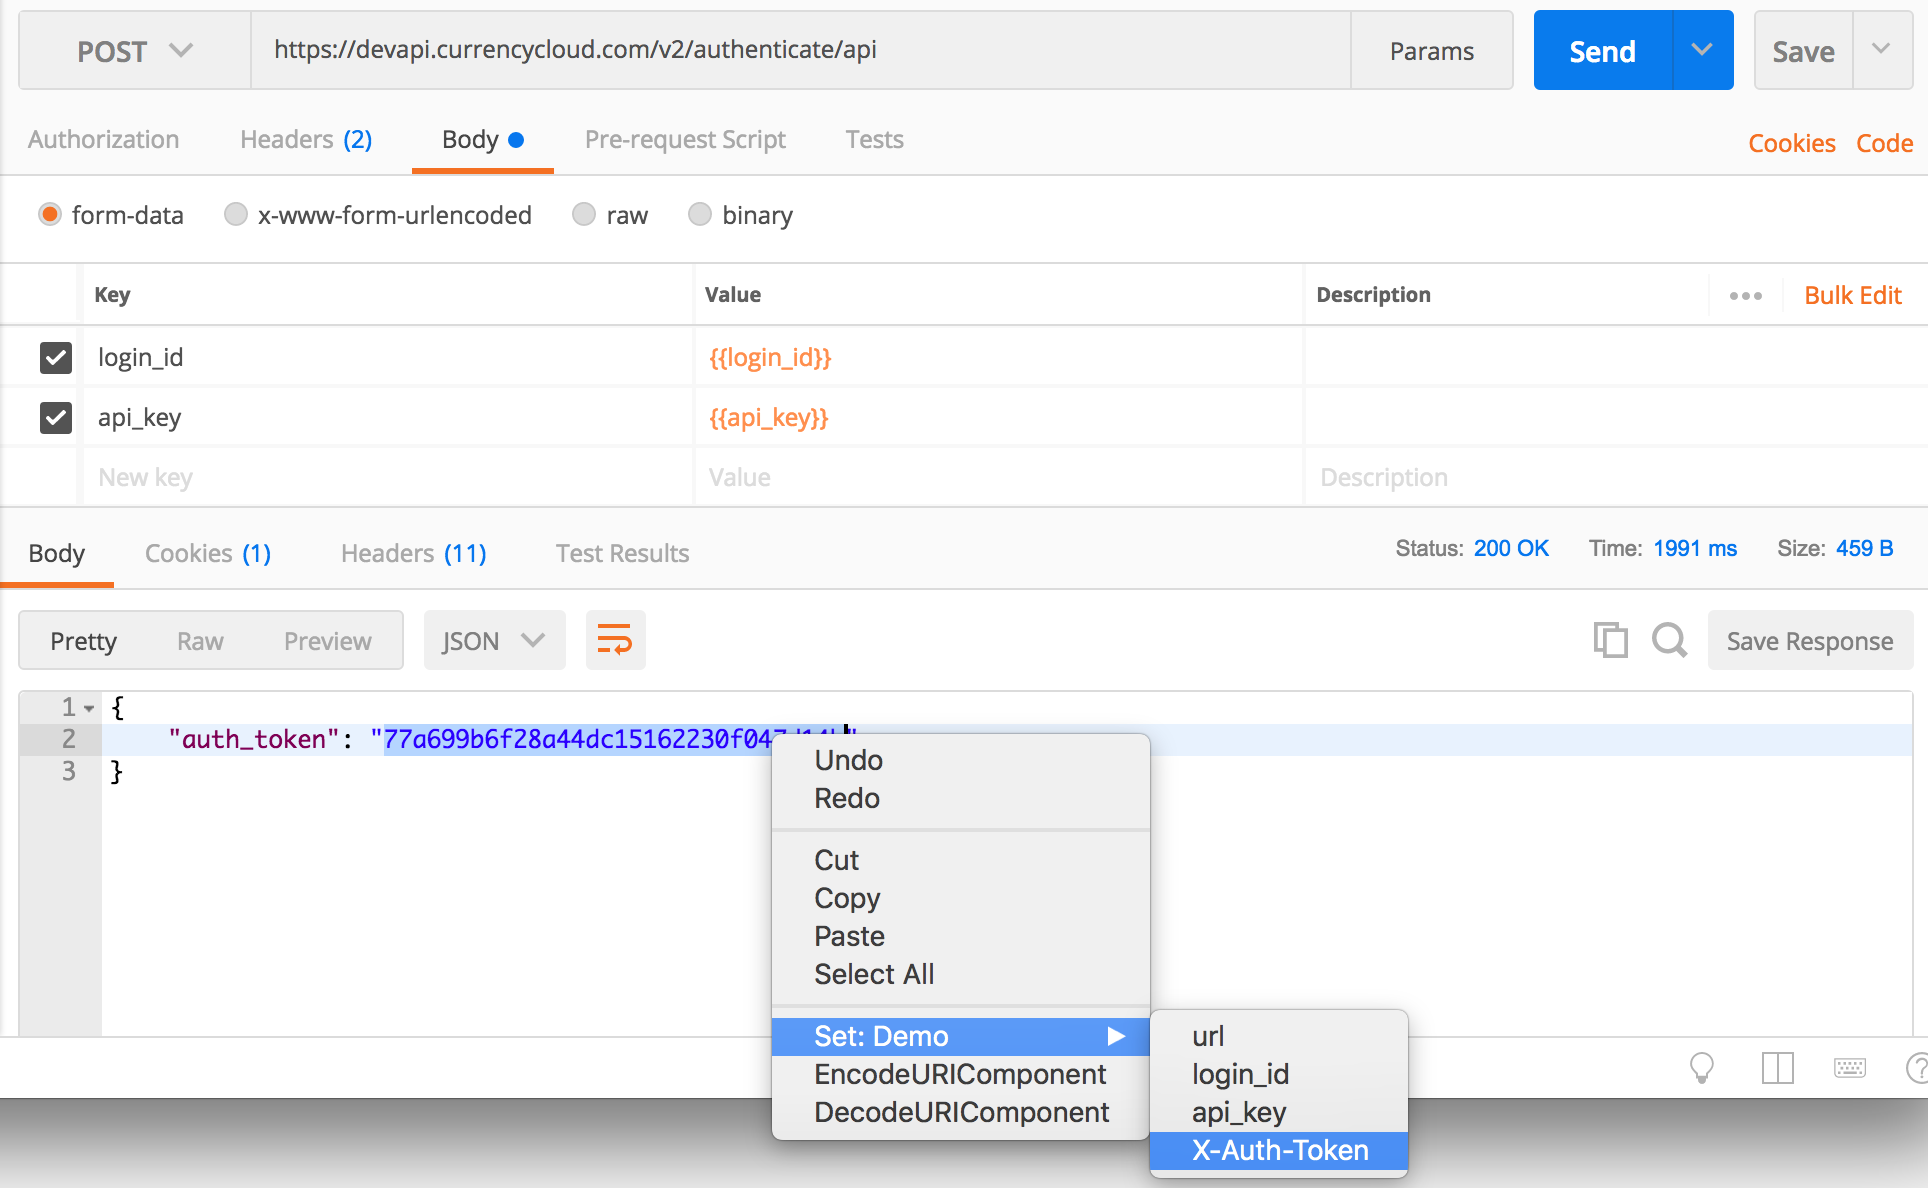 POST https://devapi.currencycloud.com/v2/authenticate/api Params Send Save
Authorization Headers (2) Body Pre-request Script Tests Cookies Code
form-data x-www-form-urlencoded raw binary
Key Value Description Bulk Edit
login_id {{login_id}}
api_key {{api_key}}
New key Value Description
Body Cookies (1) Headers (11) Test Results Status: 200 OK Time: 1991 ms Size: 459 B
Pretty Raw Preview JSON Save Response
1 {
2 "auth_token": "77a699b6f28a44dc15162230f047
3 }
Undo
Redo
Cut
Copy
Paste
Select All
Set: Demo
EncodeURIComponent
DecodeURIComponent
url
login_id
api_key
X-Auth-Token